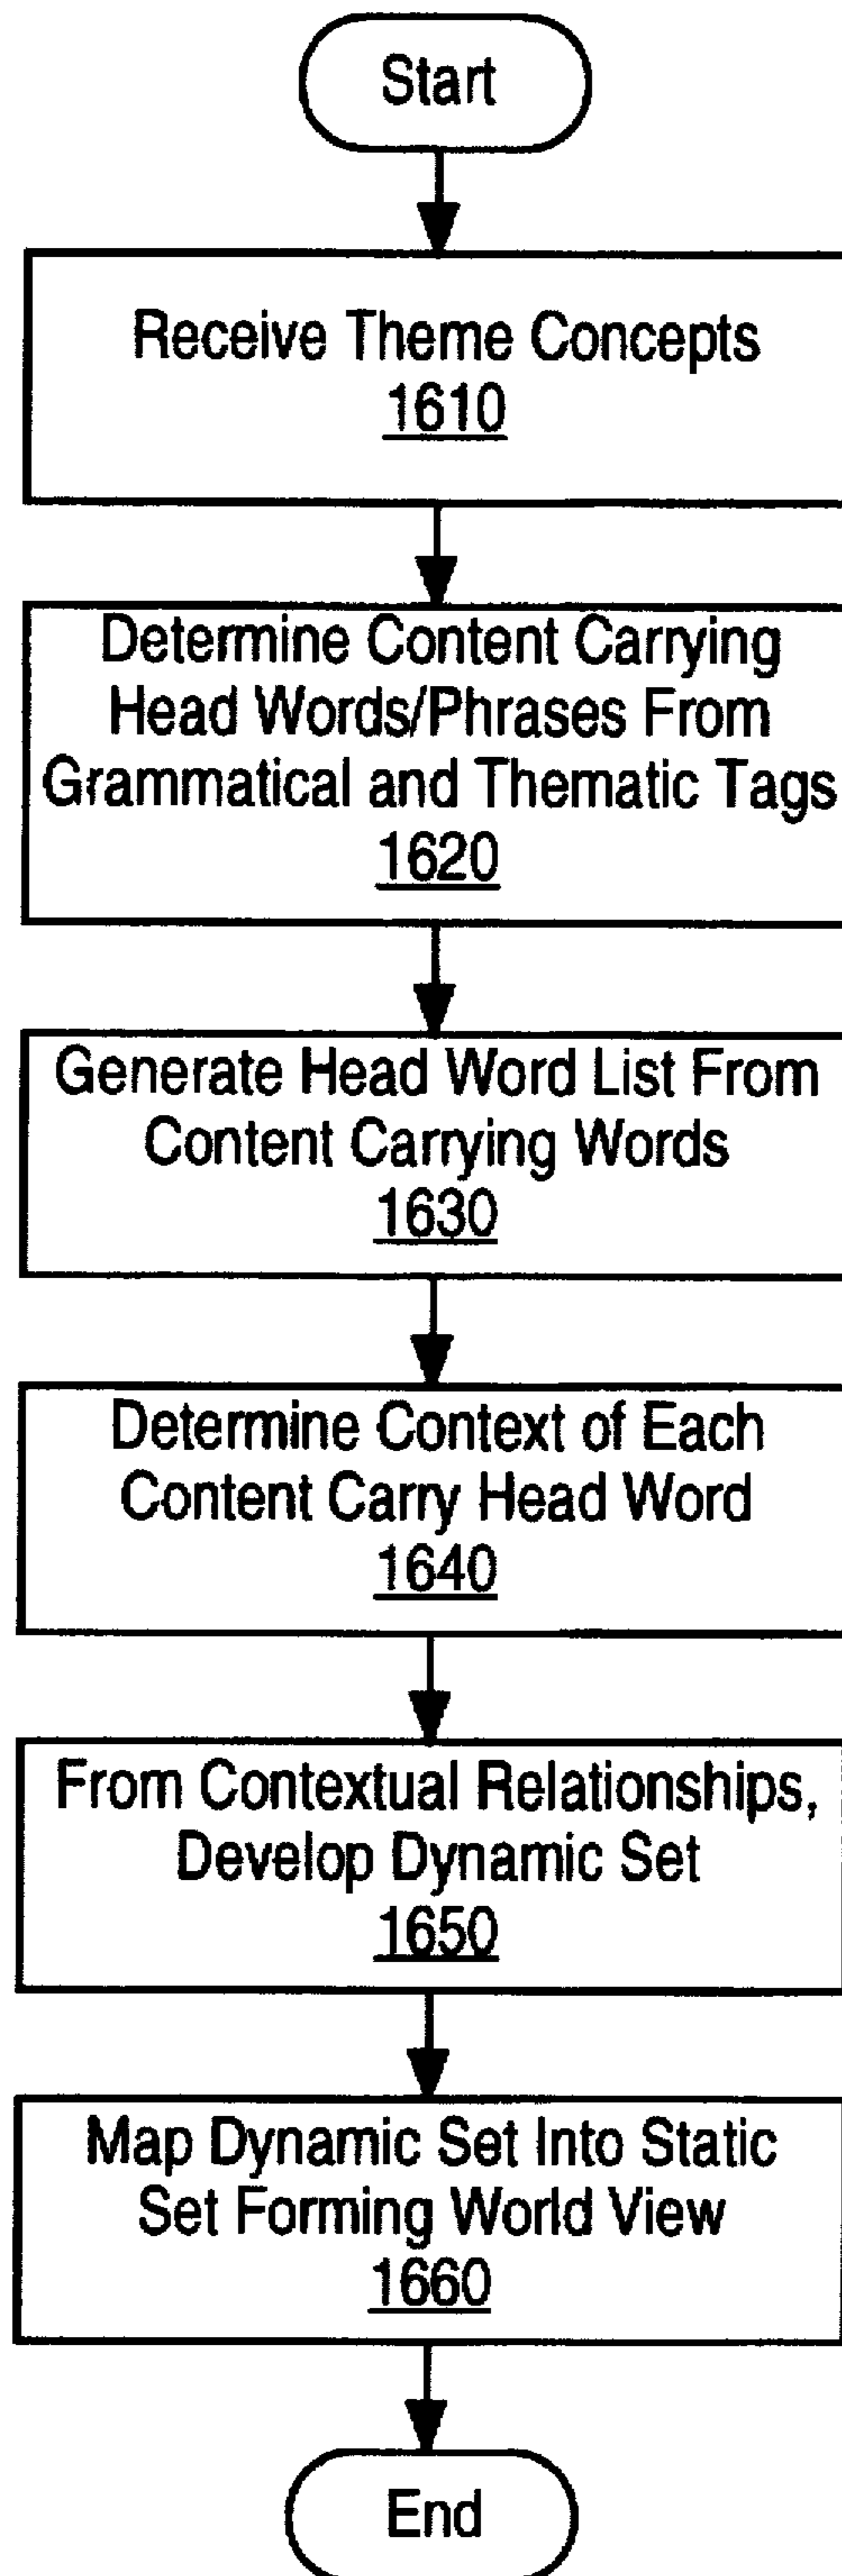 Start
Receive Theme Concepts
1610
Determine Content Carrying
Head Words/Phrases From
Grammatical and Thematic Tags
1620
Generate Head Word List From
Content Carrying Words
1630
Determine Context of Each
Content Carry Head Word
1640
From Contextual Relationships,
Develop Dynamic Set
1650
Map Dynamic Set Into Static
Set Forming World View
1660
End